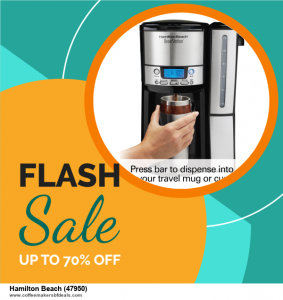 Hamilton Beach
Press bar to dispense into
your travel mug or cu
FLASH
Sale
UP TO 70% OFF
Hamilton Beach (47950)
www.coffeemakersbfdeals.com